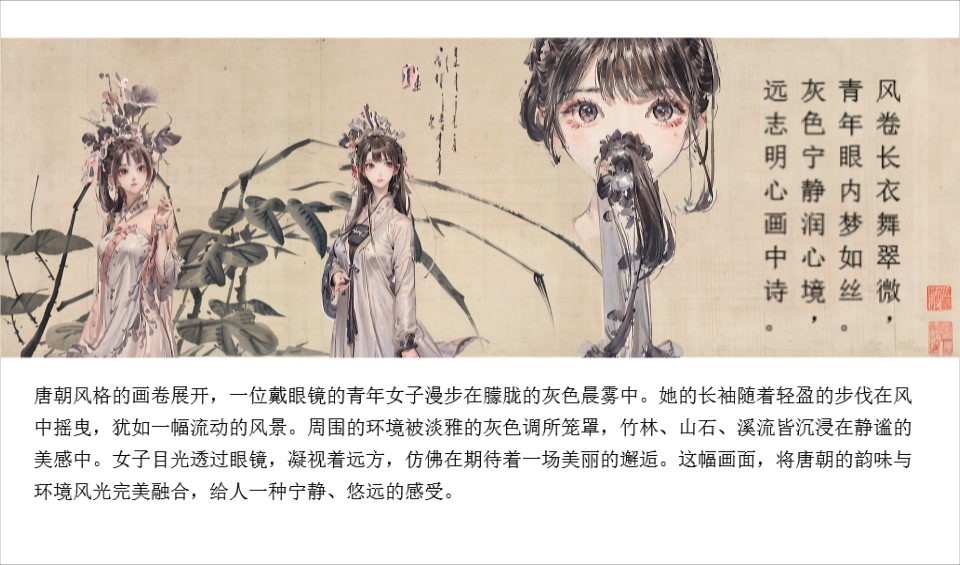 风卷长衣舞翠微，
青年眼内梦如丝。
灰色宁静润心境，
远志明心画中诗。
唐朝风格的画卷展开，一位戴眼镜的青年女子漫步在朦胧的灰色晨雾中。她的长袖随着轻盈的步伐在风
中摇曳，犹如一幅流动的风景。周围的环境被淡雅的灰色调所笼罩，竹林、山石、溪流皆沉浸在静谧的
美感中。女子目光透过眼镜，凝视着远方，仿佛在期待着一场美丽的邂逅。这幅画面，将唐朝的韵味与
环境风光完美融合，给人一种宁静、悠远的感受。